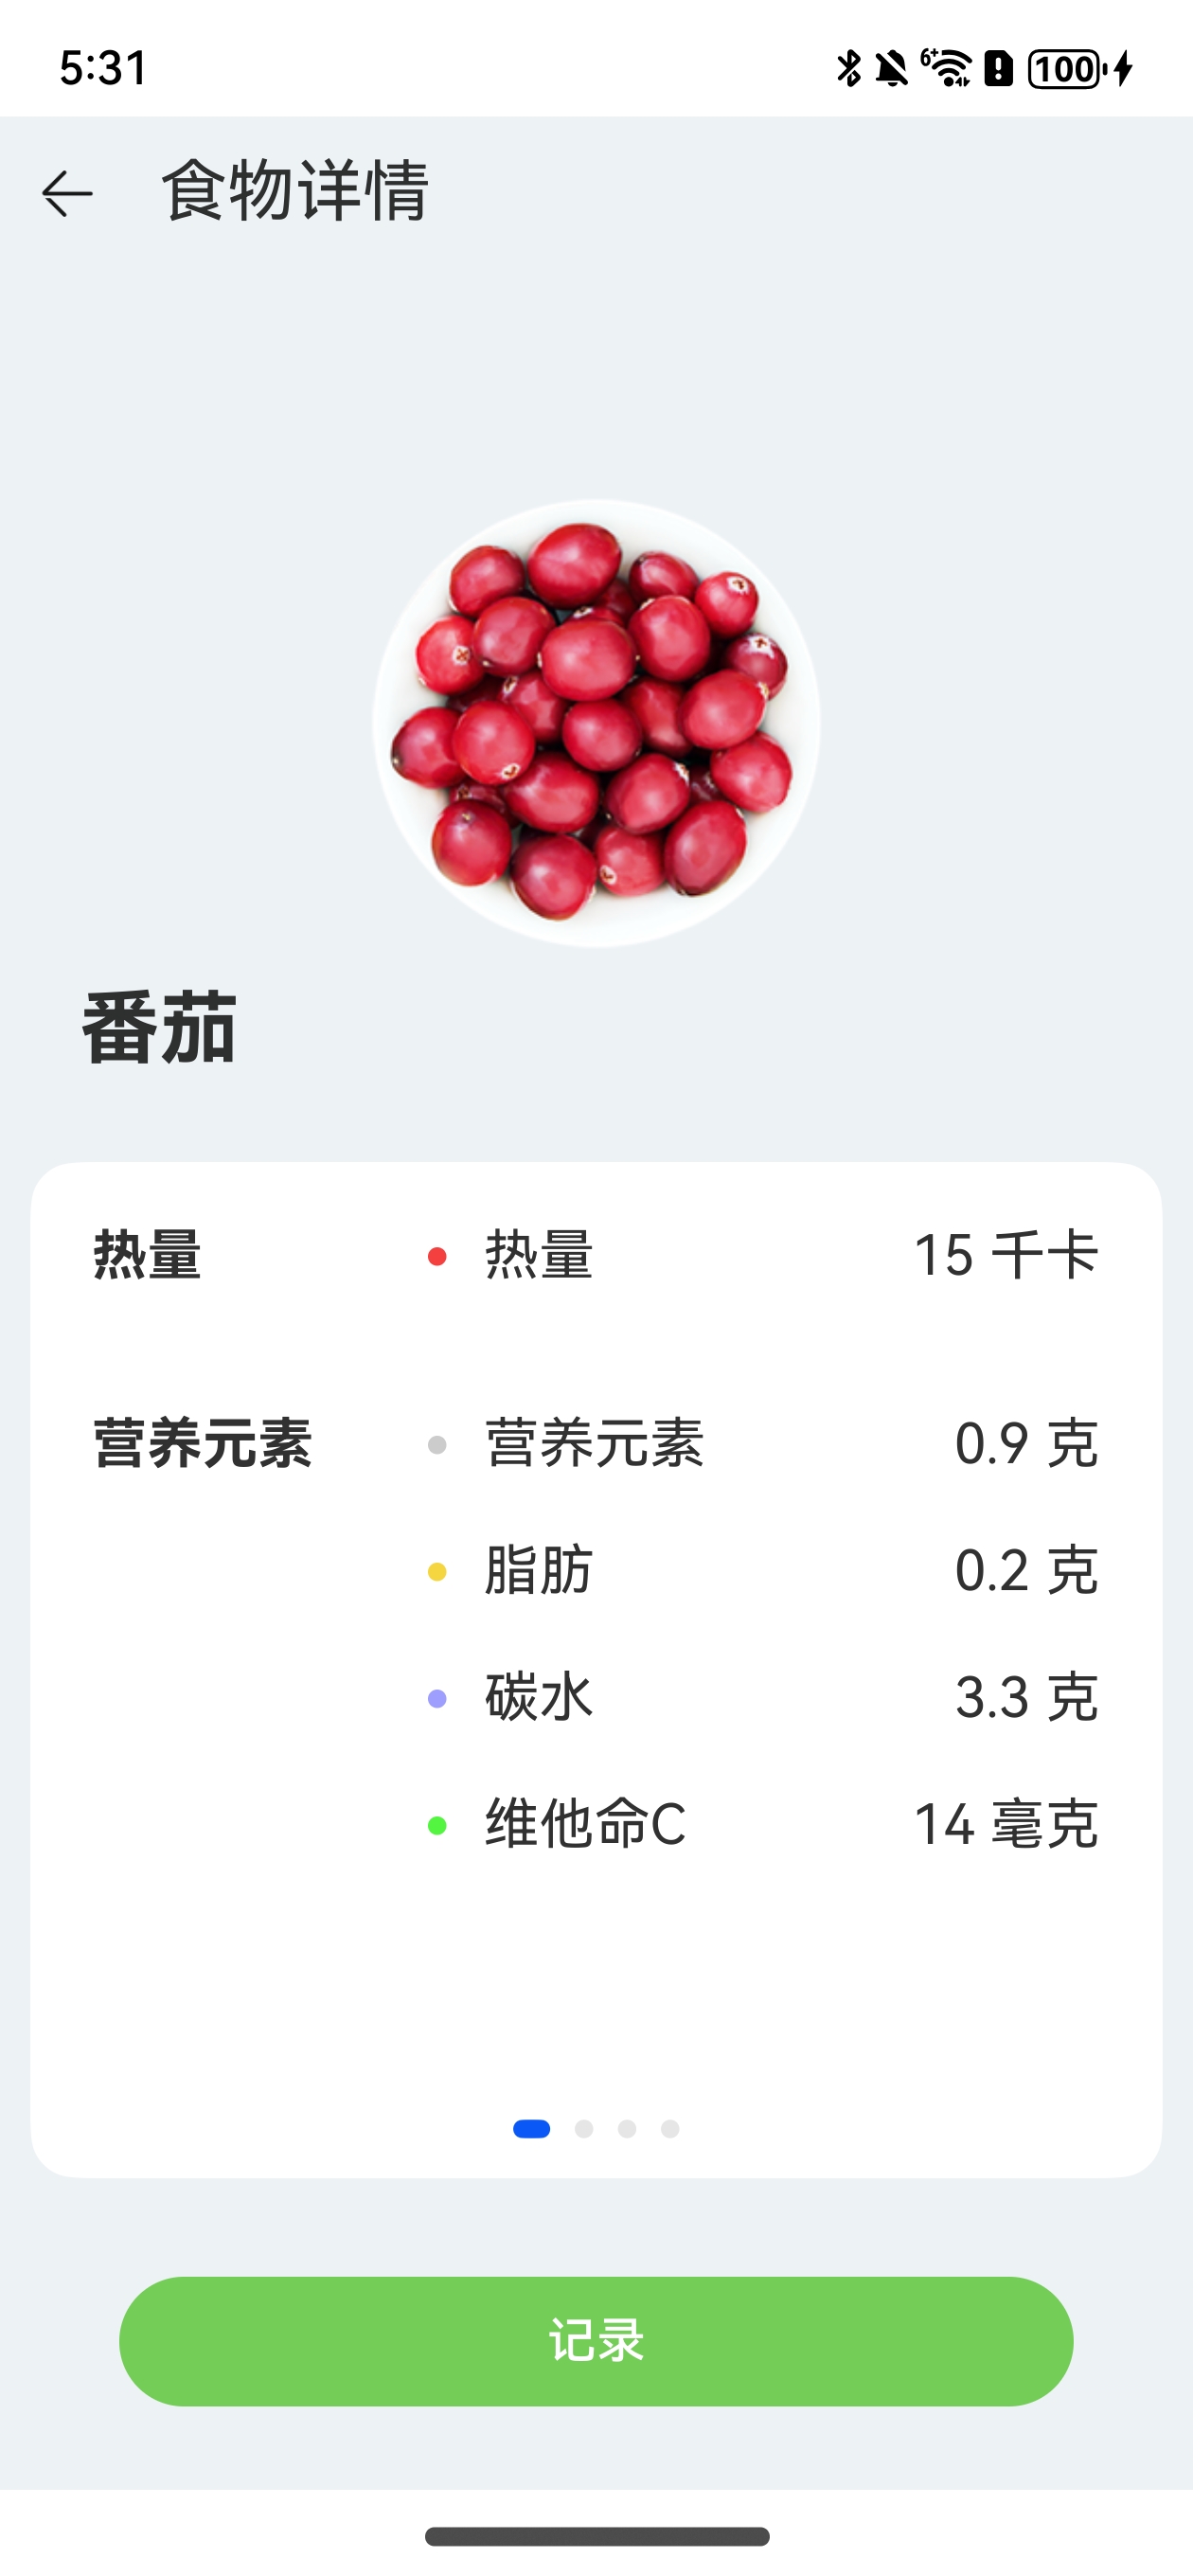 5:31
6+
100
食物详情
番茄
热量 热量 15 千卡
营养元素 营养元素 0.9 克
脂肪 0.2 克
碳水 3.3 克
维他命C 14 毫克
记录